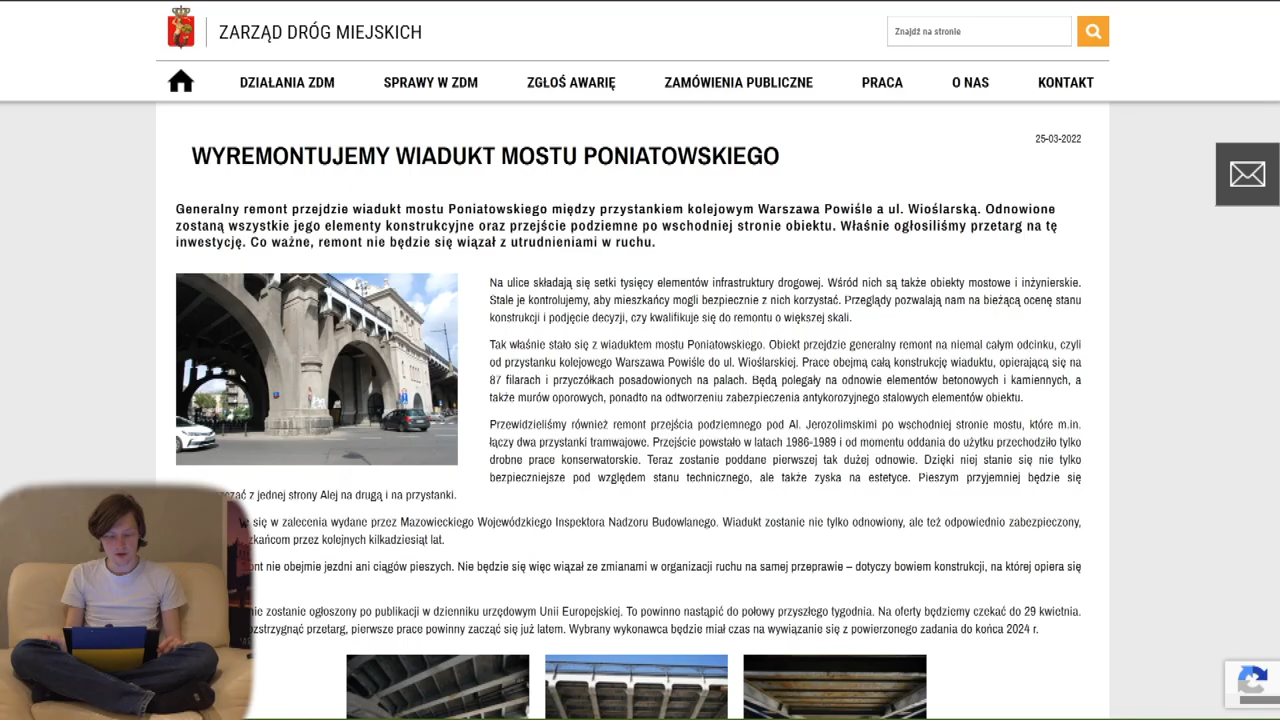 ZARZĄD DRÓG MIEJSKICH
Znajdź na stronie
DZIAŁANIA ZDM SPRAWY W ZDM ZGŁOŚ AWARIĘ ZAMÓWIENIA PUBLICZNE PRACA O NAS KONTAKT
25-03-2022
WYREMONTUJEMY WIADUKT MOSTU PONIATOWSKIEGO
Generalny remont przejdzie wiadukt mostu Poniatowskiego między przystankiem kolejowym Warszawa Powiśle a ul. Wioślarską. Odnowione
zostaną wszystkie jego elementy konstrukcyjne oraz przejście podziemne po wschodniej stronie obiektu. Właśnie ogłosiliśmy przetarg na tę
inwestycję. Co ważne, remont nie będzie się wiązał z utrudnieniami w ruchu.
Na ulice składają się setki tysięcy elementów infrastruktury drogowej. Wśród nich są także obiekty mostowe i inżynierskie.
Stale je kontrolujemy, aby mieszkańcy mogli bezpiecznie z nich korzystać. Przeglądy pozwalają nam na bieżącą ocenę stanu
konstrukcji i podjęcie decyzji, czy kwalifikuje się do remontu o większej skali.
Tak właśnie stało się z wiaduktem mostu Poniatowskiego. Obiekt przejdzie generalny remont na niemal całym odcinku, czyli
od przystanku kolejowego Warszawa Powiśle do ul. Wioślarskiej. Prace obejmą całą konstrukcję wiaduktu, opierającą się na
87 filarach i przyczółkach posadowionych na palach. Będą polegały na odnowie elementów betonowych i kamiennych, a
także murów oporowych, ponadto na odtworzeniu zabezpieczenia antykorozyjnego stalowych elementów obiektu.
Przewidzieliśmy również remont przejścia podziemnego pod Al. Jerozolimskimi po wschodniej stronie mostu, które m.in.
łączy dwa przystanki tramwajowe. Przejście powstało w latach 1986-1989 i od momentu oddania do użytku przechodziło tylko
drobne prace konserwatorskie. Teraz zostanie poddane pierwszej tak dużej odnowie. Dzięki niej stanie się nie tylko
bezpieczniejsze pod względem stanu technicznego, ale także zyska na estetyce. Pieszym przyjemniej będzie się
z jednej strony Alej na drugą i na przystanki.
się w zalecenia wydane przez Mazowieckiego Wojewódzkiego Inspektora Nadzoru Budowlanego. Wiadukt zostanie nie tylko odnowiony, ale też odpowiednio zabezpieczony,
przez kolejnych kilkadziesiąt lat.
nie obejmie jezdni ani ciągów pieszych. Nie będzie się więc wiązał ze zmianami w organizacji ruchu na samej przeprawie – dotyczy bowiem konstrukcji, na której opiera się
zostanie ogłoszony po publikacji w dzienniku urzędowym Unii Europejskiej. To powinno nastąpić do połowy przyszłego tygodnia. Na oferty będziemy czekać do 29 kwietnia.
przetarg, pierwsze prace powinny zacząć się już latem. Wybrany wykonawca będzie miał czas na wywiązanie się z powierzonego zadania do końca 2024 r.